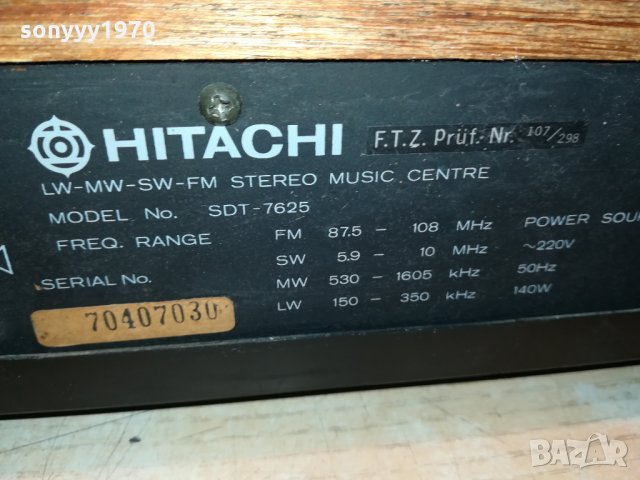 sonyyy1970
HITACHI
F.T.Z. Prüf. Nr. 107/298
LW-MW-SW-FM STEREO MUSIC CENTRE
MODEL No. SDT-7625
FREQ. RANGE FM 87.5 - 108 MHz POWER SOU
SW 5.9 - 10 MHz ~220V
SERIAL No. MW 530 - 1605 kHz 50Hz
70407030 LW 150 - 350 kHz 140W
BAZAR